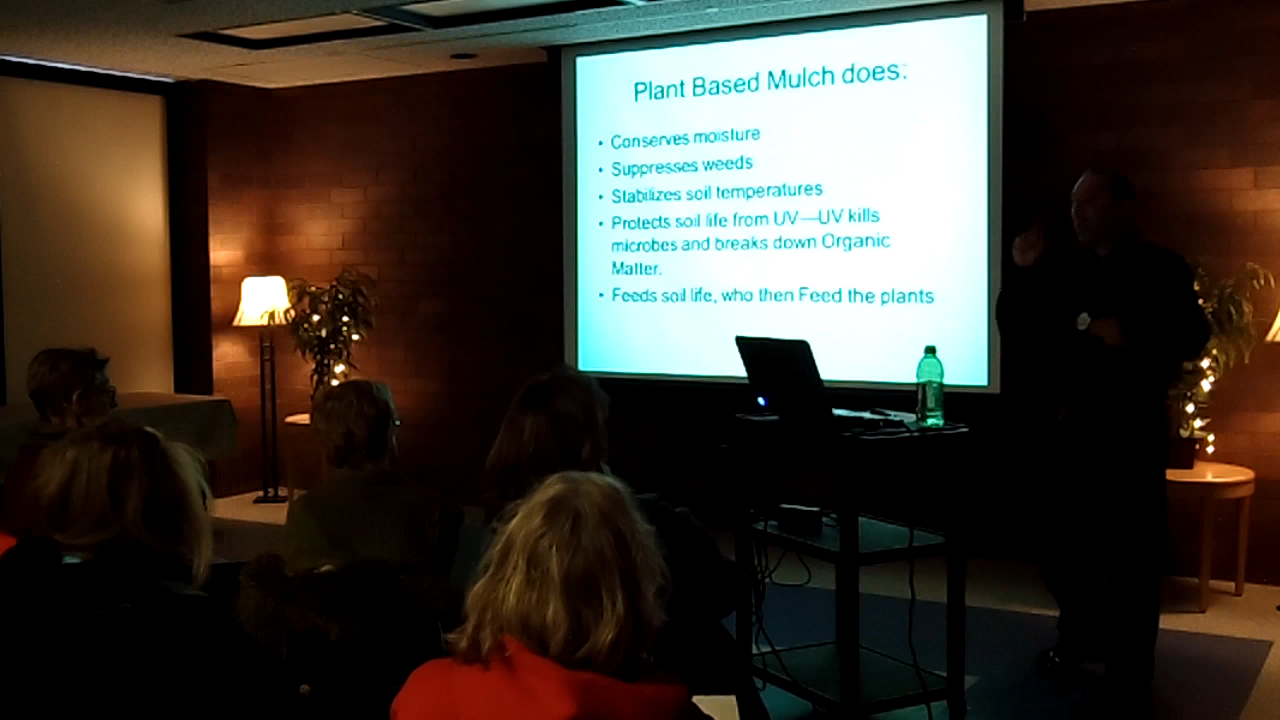 Plant Based Mulch does:
• Conserves moisture
• Suppresses weeds
• Stabilizes soil temperatures
• Protects soil life from UV—UV kills
microbes and breaks down Organic
Matter.
• Feeds soil life, who then Feed the plants